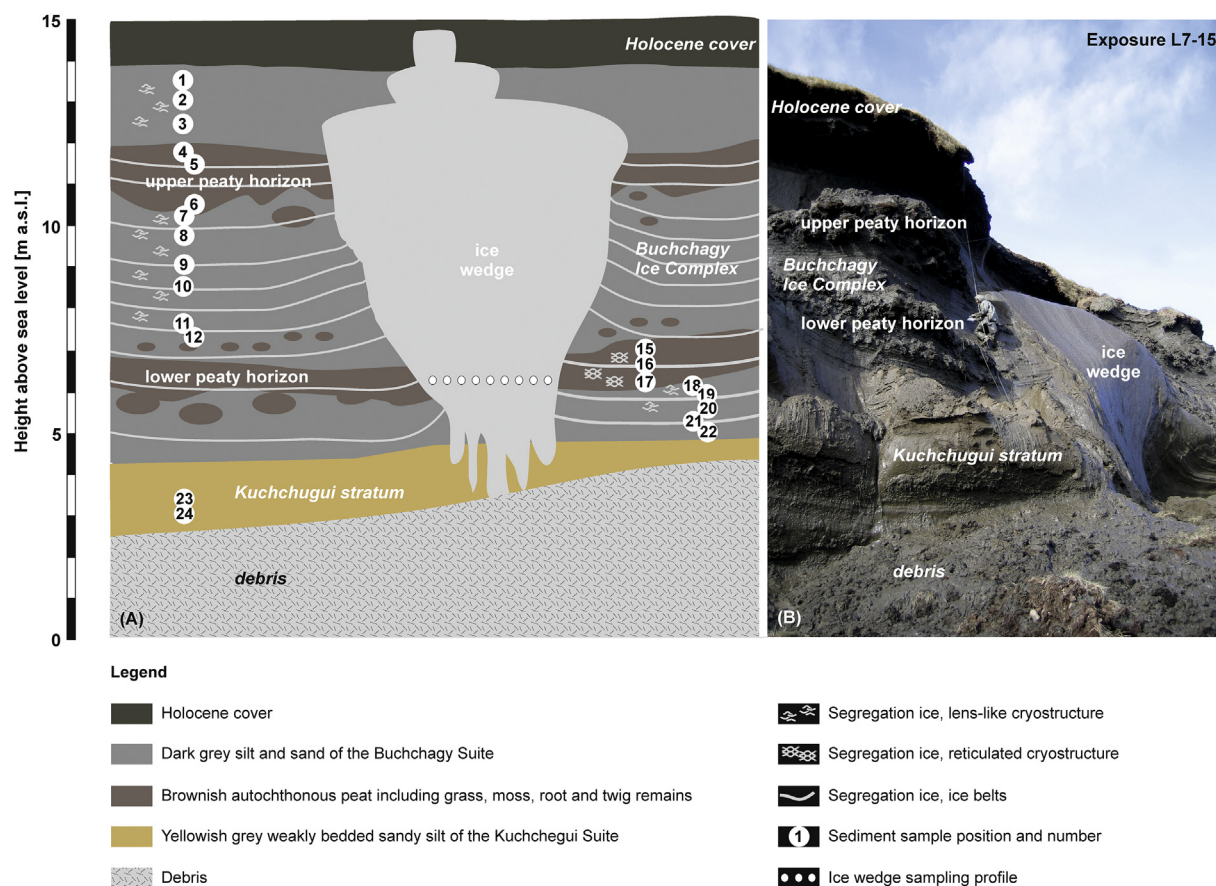 15
10
5
0
Height above sea level [m a.s.l.]
Holocene cover
1
2
3
4
5
upper peaty horizon
6
7
8
9
10
11
12
lower peaty horizon
ice
wedge
Buchchagy
Ice Complex
15
16
17
18
19
20
21
22
Kuchchugui stratum
23
24
debris
(A)
Exposure L7-15
Holocene cover
upper peaty horizon
Buchchagy
Ice Complex
lower peaty horizon
ice
wedge
Kuchchugui stratum
debris
(B)
Legend
Holocene cover
Dark grey silt and sand of the Buchchagy Suite
Brownish autochthonous peat including grass, moss, root and twig remains
Yellowish grey weakly bedded sandy silt of the Kuchchegui Suite
Debris
Segregation ice, lens-like cryostructure
Segregation ice, reticulated cryostructure
Segregation ice, ice belts
1 Sediment sample position and number
Ice wedge sampling profile